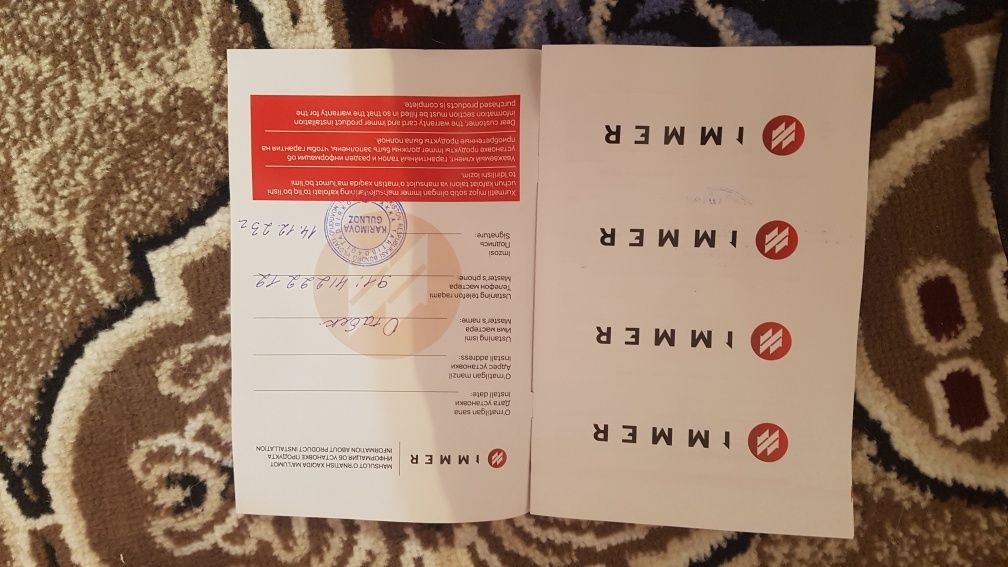 IMMER
MAHSULOT O'RNATISH XAQIDA MA'LUMOT
ИНФОРМАЦИЯ ОБ УСТАНОВКЕ ПРОДУКТА
INFORMATION ABOUT PRODUCT INSTALLATION
O'rnatilgan sana
Дата установки
Install date:
O'rnatilgan manzil
Адрес установки
Install address:
Ustaning ismi
Имя мастера
Master's name:
Отабек
Ustaning telefon raqami
Телефон мастера
Master's phone:
91: 412 22 12
Imzosi
Подпись
Signature:
14.12.23г
KARIMOVA
GULNOZ
Xurmatli mijoz sotib olingan Immer mahsulotlarining kafolati to'liq bo'lishi
uchun kafolat taloni va mahsulot o'rnatish xaqida ma'lumot bo'limi
to'ldirilishi lozim.
Уважаемый, клиент, гарантийный талон и раздел информации об
установке продукты Immer должны быть заполнены, чтобы гарантия на
приобретенные продукты была полной
Dear customer, the warranty card and Immer product installation
information section must be filled in so that the warranty for the
purchased products is complete.
IMMER
IMMER
IMMER
IMMER